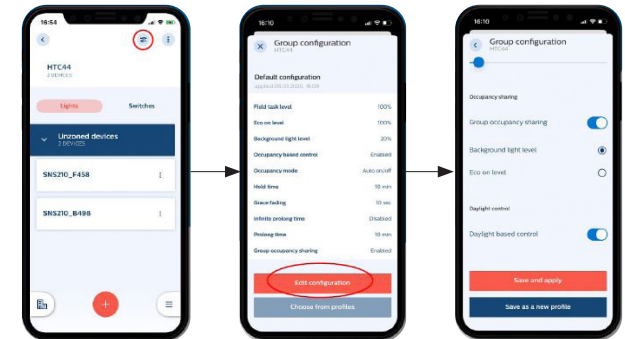 16:54
HTC44
2 DEVICES
Lights
Switches
Unzoned devices
2 DEVICES
SNS210_F458
SNS210_B498
16:10
Group configuration
HTC44
Default configuration
Field task level 100%
Eco on level 100%
Background light level 20%
Occupancy based control Enabled
Occupancy mode Auto on/off
Hold time 10 min
Grace fading 10 sec
Infinite prolong time Disabled
Prolong time 10 min
Group occupancy sharing Enabled
Edit configuration
Choose from profiles
16:10
Group configuration
HTC44
Occupancy sharing
Group occupancy sharing
Background light level
Eco on level
Daylight control
Daylight based control
Save and apply
Save as a new profile